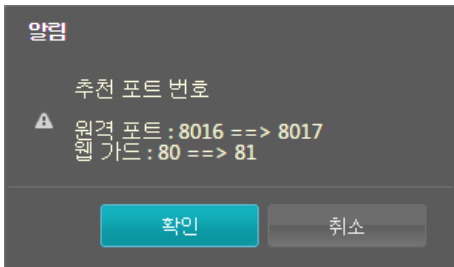 알림
추천 포트 번호
원격 포트 : 8016 ==> 8017
웹 가드 : 80 ==> 81
확인
취소